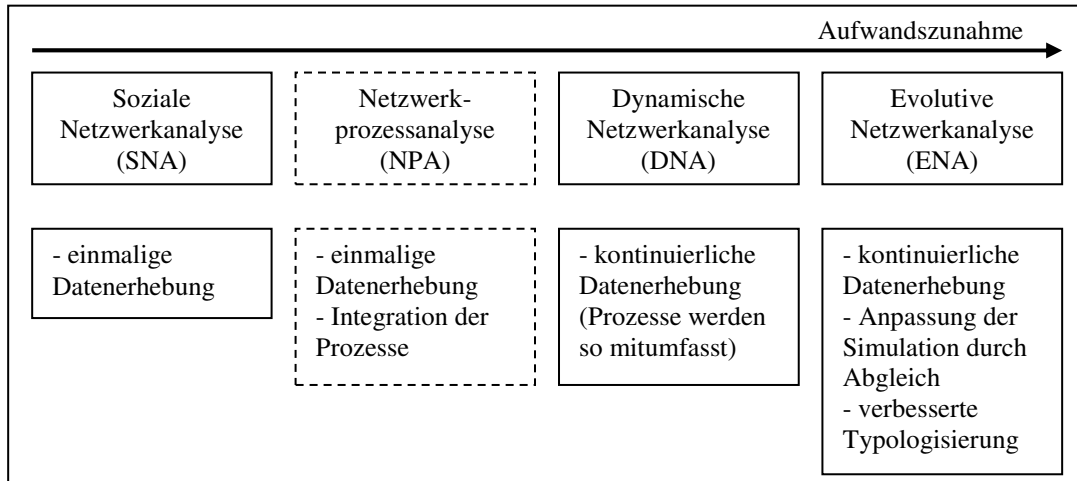 Aufwandszunahme
Soziale
Netzwerkanalyse
(SNA)
Netzwerk-
prozessanalyse
(NPA)
Dynamische
Netzwerkanalyse
(DNA)
Evolutive
Netzwerkanalyse
(ENA)
- einmalige
Datenerhebung
- einmalige
Datenerhebung
- Integration der
Prozesse
- kontinuierliche
Datenerhebung
(Prozesse werden
so mitumfasst)
- kontinuierliche
Datenerhebung
- Anpassung der
Simulation durch
Abgleich
- verbesserte
Typologisierung